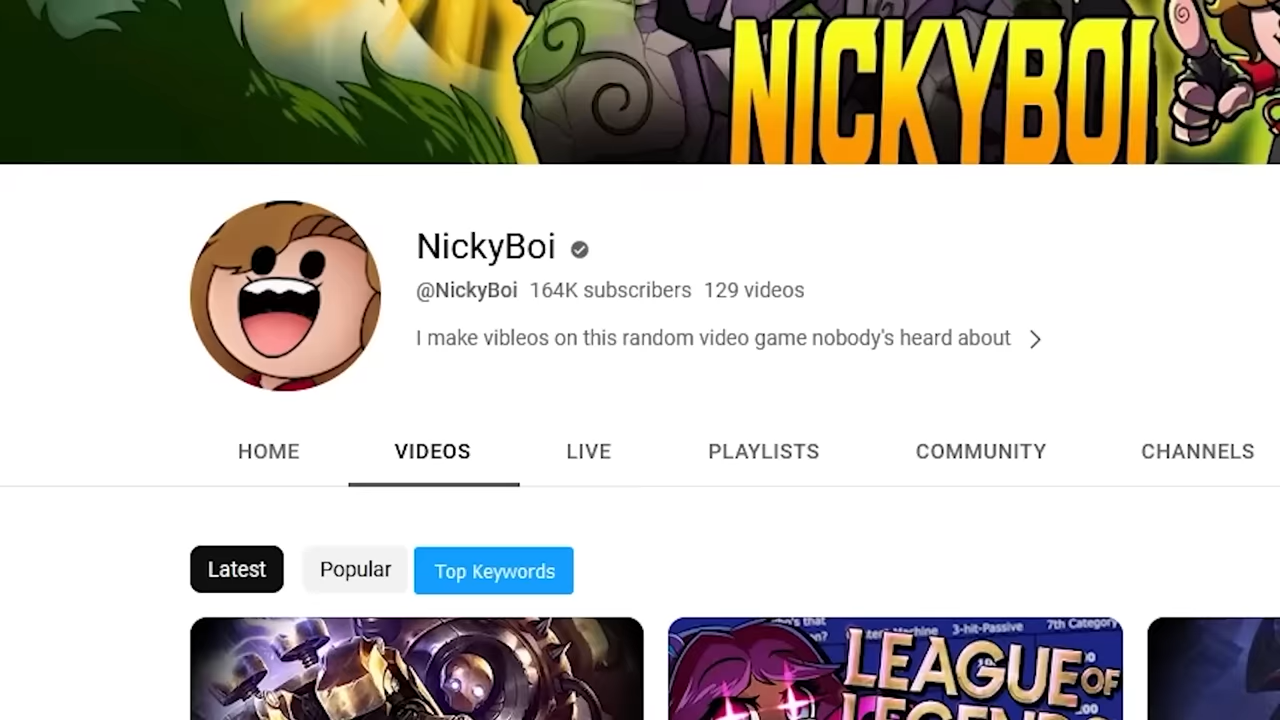 NICKYBOI
NickyBoi
@NickyBoi 164K subscribers 129 videos
I make vibleos on this random video game nobody's heard about
HOME VIDEOS LIVE PLAYLISTS COMMUNITY CHANNELS
Latest Popular Top Keywords
3-hit-Passive 7th Category
LEAGUE OF
LEGENDS